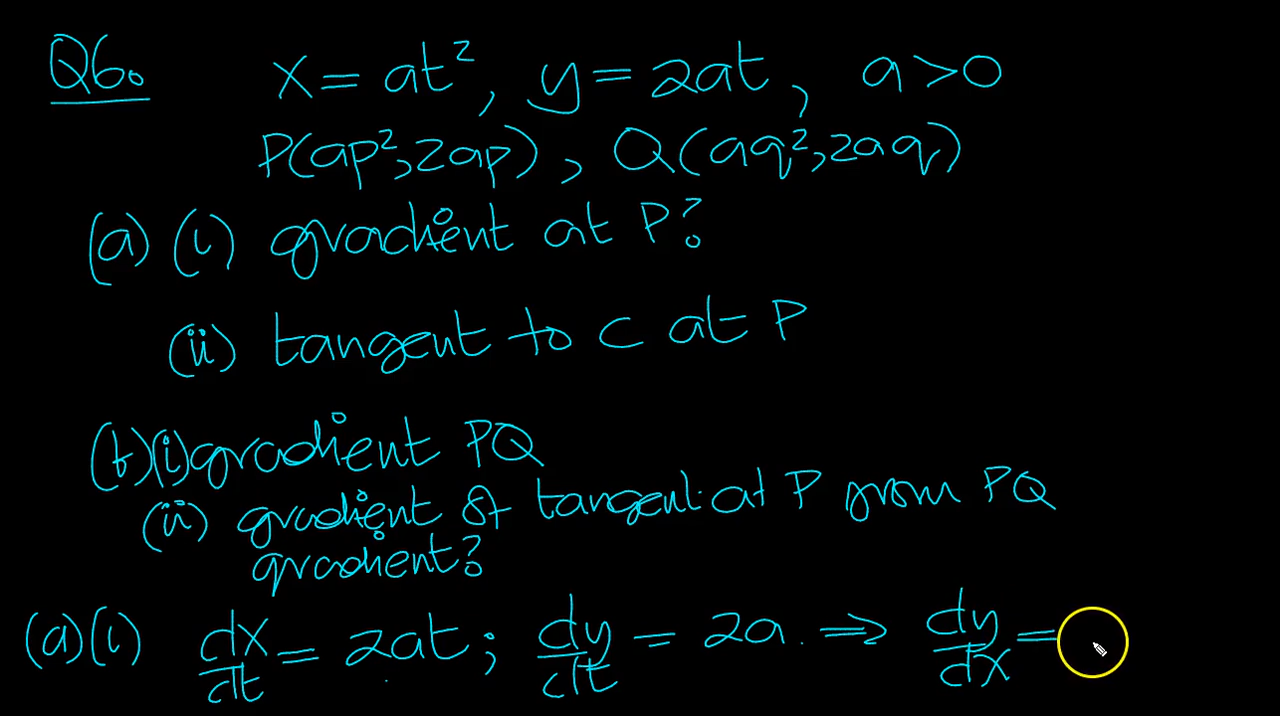 Q6. x = at², y = 2at, a>0
P(ap²,2ap), Q(aq²,2aq)
(a) (i) gradient at P?
(ii) tangent to C at P
(b)(i) gradient PQ
(ii) gradient of tangent at P from PQ
gradient?
(a)(i) dx/dt = 2at; dy/dt = 2a. ⇒ dy/dx =